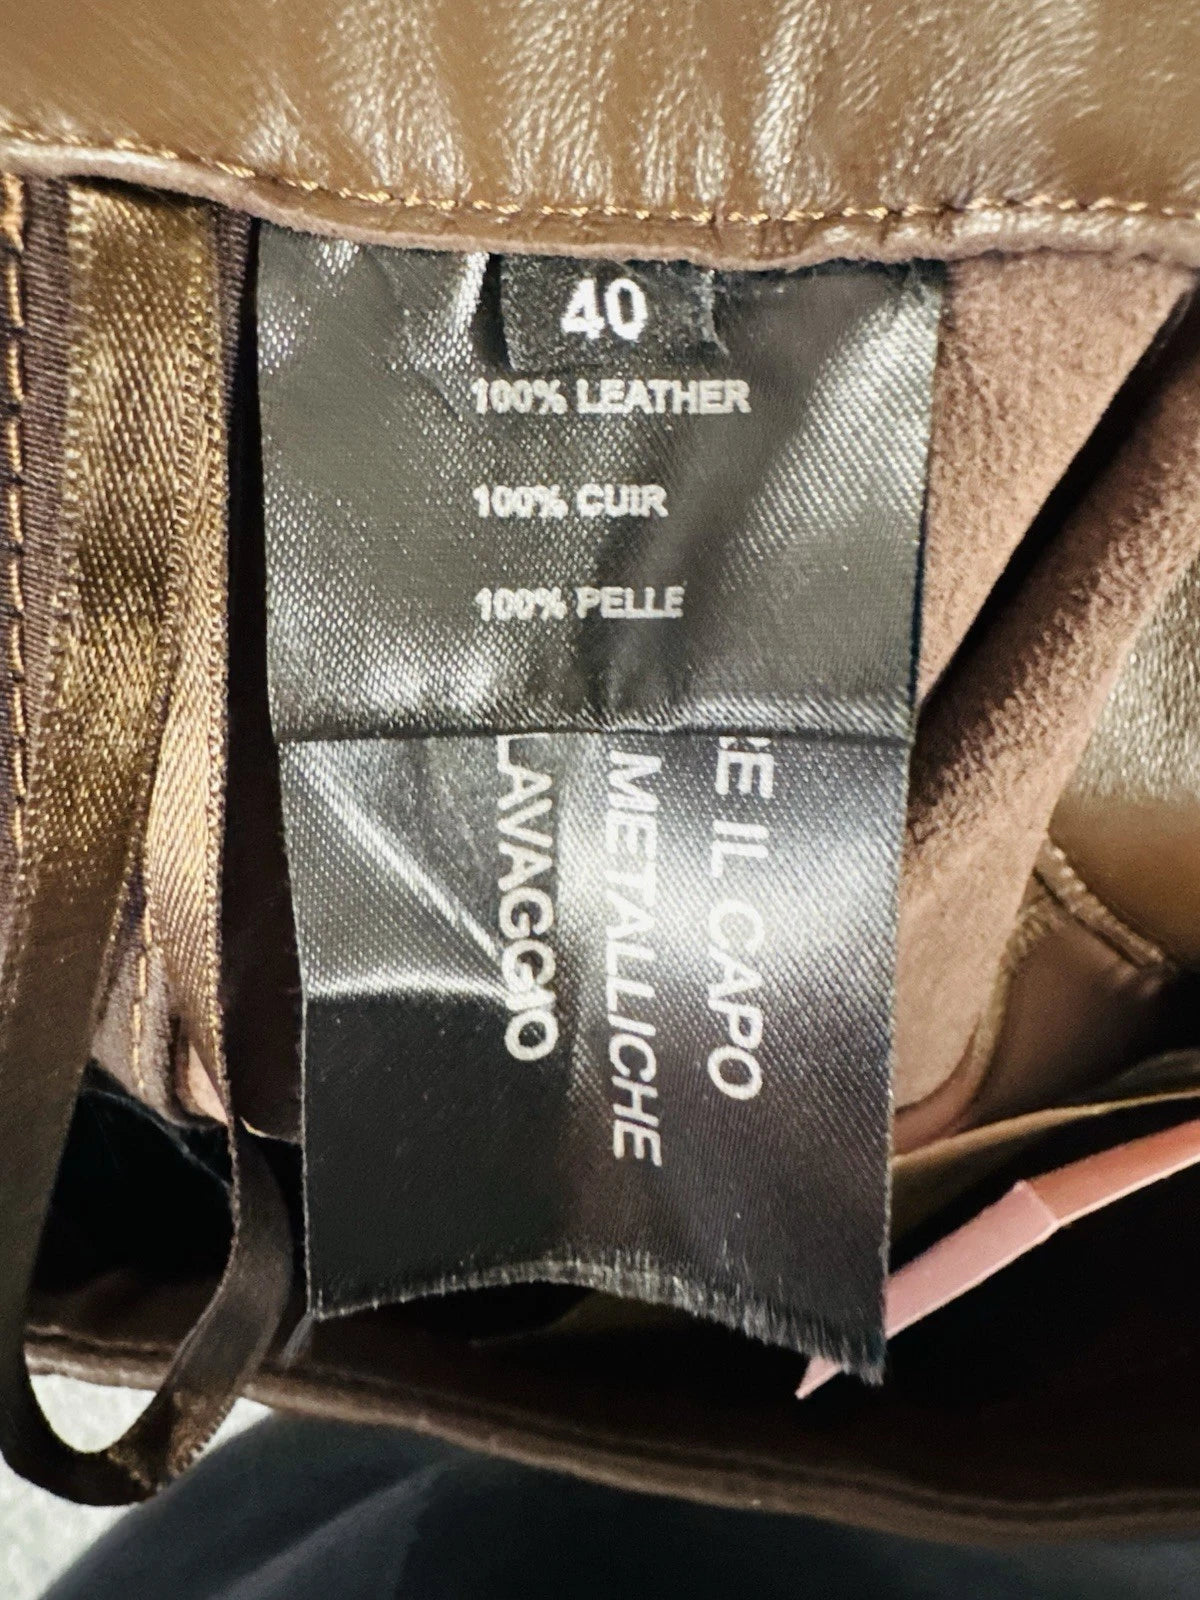 40
100% LEATHER
100% CUIR
100% PELLE
IL CAPO
METALLICHE
LAVAGGIO